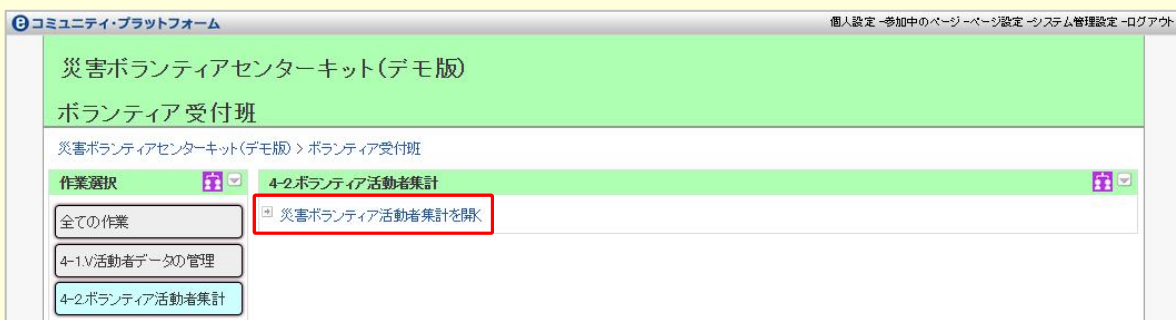 eコミュニティ・プラットフォーム
個人設定 -参加中のページ -ページ設定 -システム管理設定 -ログアウト
災害ボランティアセンターキット(デモ版)
ボランティア受付班
災害ボランティアセンターキット(デモ版) > ボランティア受付班
作業選択
4-2.ボランティア活動者集計
全ての作業
災害ボランティア活動者集計を開く
4-1.V活動者データの管理
4-2.ボランティア活動者集計